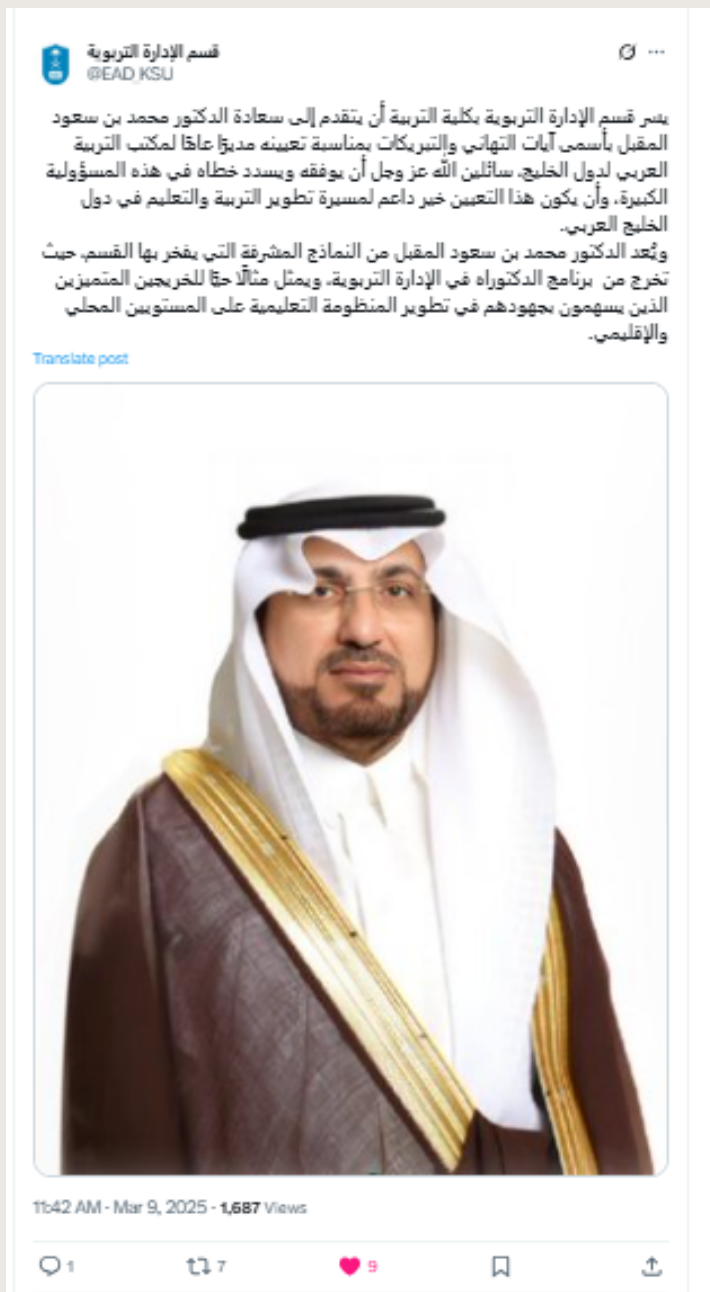 قسم الإدارة التربوية
@EAD_KSU
يسر قسم الإدارة التربوية بكلية التربية أن يتقدم إلى سعادة الدكتور محمد بن سعود
المقبل بأسمى آيات التهاني والتبريكات بمناسبة تعيينه مديرًا عامًا لمكتب التربية
العربي لدول الخليج، سائلين الله عز وجل أن يوفقه ويسدد خطاه في هذه المسؤولية
الكبيرة، وأن يكون هذا التعيين خير داعم لمسيرة تطوير التربية والتعليم في دول
الخليج العربي.
ويُعد الدكتور محمد بن سعود المقبل من النماذج المشرفة التي يفخر بها القسم، حيث
تخرج من برنامج الدكتوراه في الإدارة التربوية، ويمثل مثالًا حيًا للخريجين المتميزين
الذين يسهمون بجهودهم في تطوير المنظومة التعليمية على المستويين المحلي
والإقليمي.
Translate post
11:42 AM · Mar 9, 2025 · 1,687 Views
1 7 9